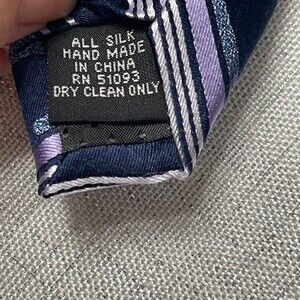 ALL SILK
HAND MADE
IN CHINA
RN 51093
DRY CLEAN ONLY